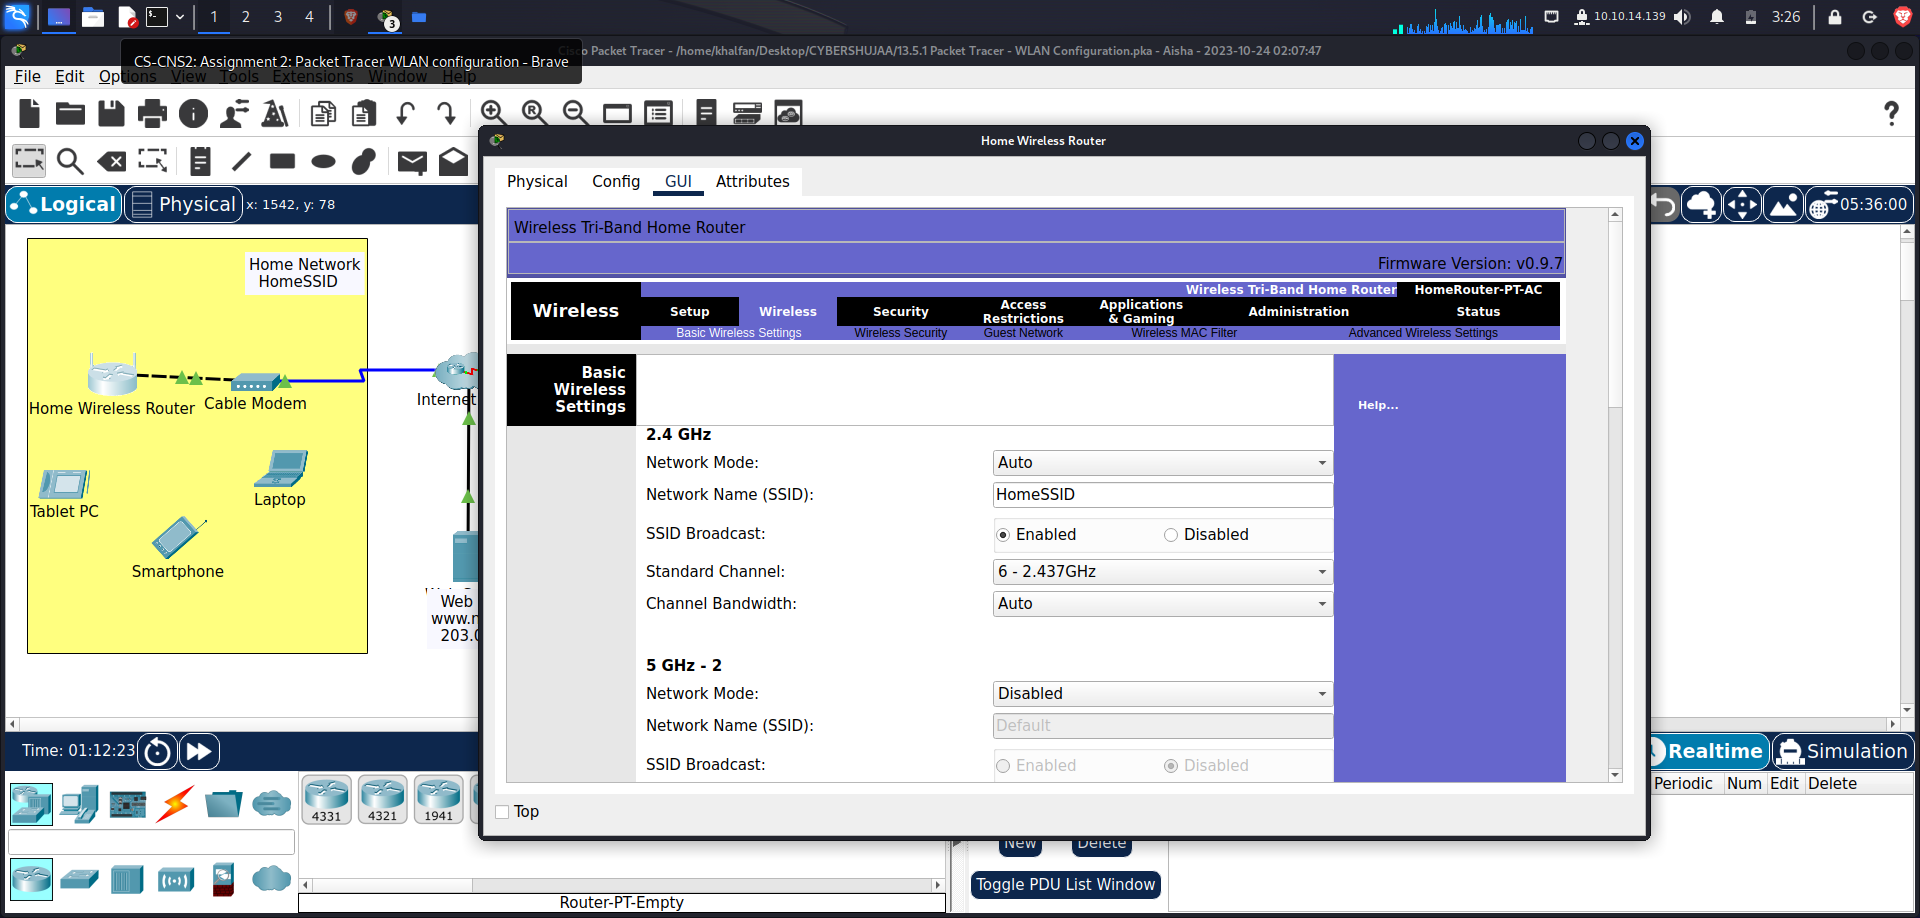 1 2 3 4
3
10.10.14.139
3:26
Cisco Packet Tracer - /home/khalfan/Desktop/CYBERSHUJAA/13.5.1 Packet Tracer - WLAN Configuration.pka - Aisha - 2023-10-24 02:07:47
CS-CNS2: Assignment 2: Packet Tracer WLAN configuration - Brave
File Edit Options View Tools Extensions Window Help
Home Wireless Router
Physical Config GUI Attributes
Logical Physical x: 1542, y: 78
05:36:00
Wireless Tri-Band Home Router
Firmware Version: v0.9.7
Wireless Tri-Band Home Router HomeRouter-PT-AC
Wireless
Setup Wireless Security Access Restrictions Applications & Gaming Administration Status
Basic Wireless Settings Wireless Security Guest Network Wireless MAC Filter Advanced Wireless Settings
Basic
Wireless
Settings
Help...
2.4 GHz
Network Mode: Auto
Network Name (SSID): HomeSSID
SSID Broadcast: Enabled Disabled
Standard Channel: 6 - 2.437GHz
Channel Bandwidth: Auto
5 GHz - 2
Network Mode: Disabled
Network Name (SSID): Default
SSID Broadcast: Enabled Disabled
Top
Home Network
HomeSSID
Home Wireless Router
Cable Modem
Internet
Tablet PC
Laptop
Smartphone
Web
www.
203.0
Time: 01:12:23
Realtime Simulation
4331 4321 1941
Periodic Num Edit Delete
New Delete
Toggle PDU List Window
Router-PT-Empty